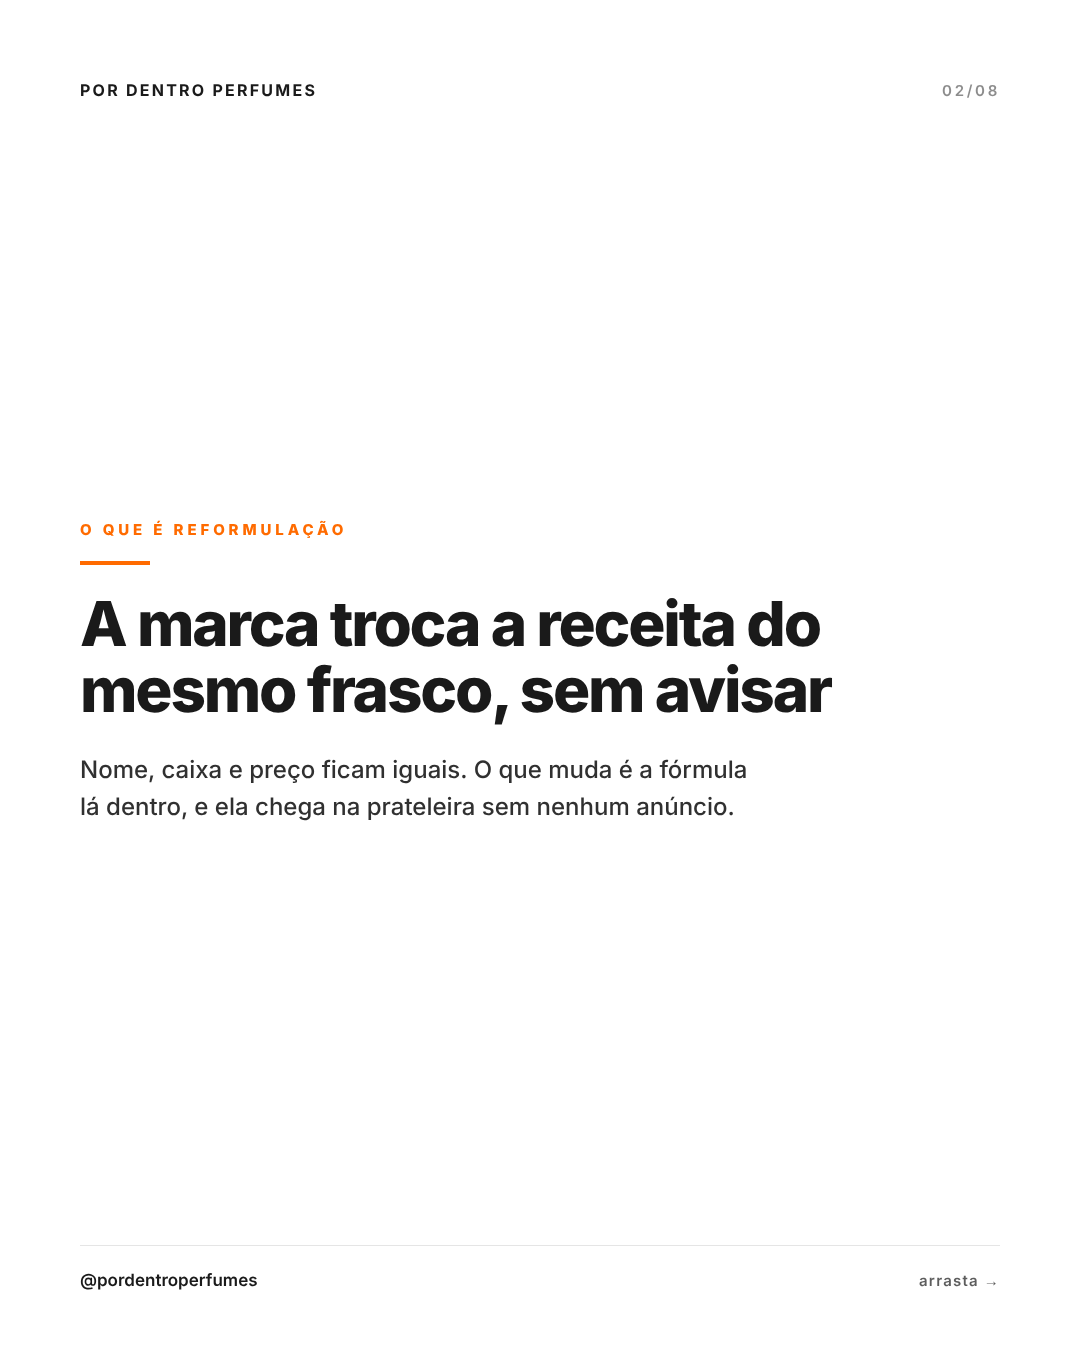 POR DENTRO PERFUMES
02/08
O QUE É REFORMULAÇÃO
A marca troca a receita do
mesmo frasco, sem avisar
Nome, caixa e preço ficam iguais. O que muda é a fórmula
lá dentro, e ela chega na prateleira sem nenhum anúncio.
@pordentroperfumes
arrasta →